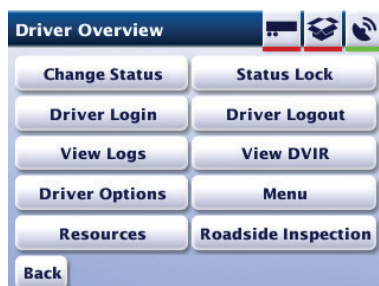 Driver Overview
Change Status
Status Lock
Driver Login
Driver Logout
View Logs
View DVIR
Driver Options
Menu
Resources
Roadside Inspection
Back